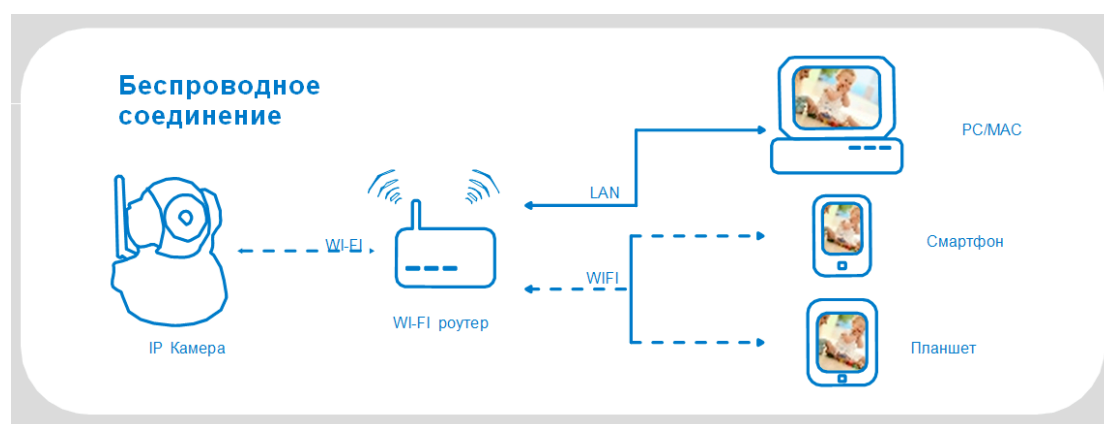 Беспроводное
соединение
PC/MAC
LAN
Смартфон
WI-FI
WIFI
WI-FI роутер
IP Камера
Планшет